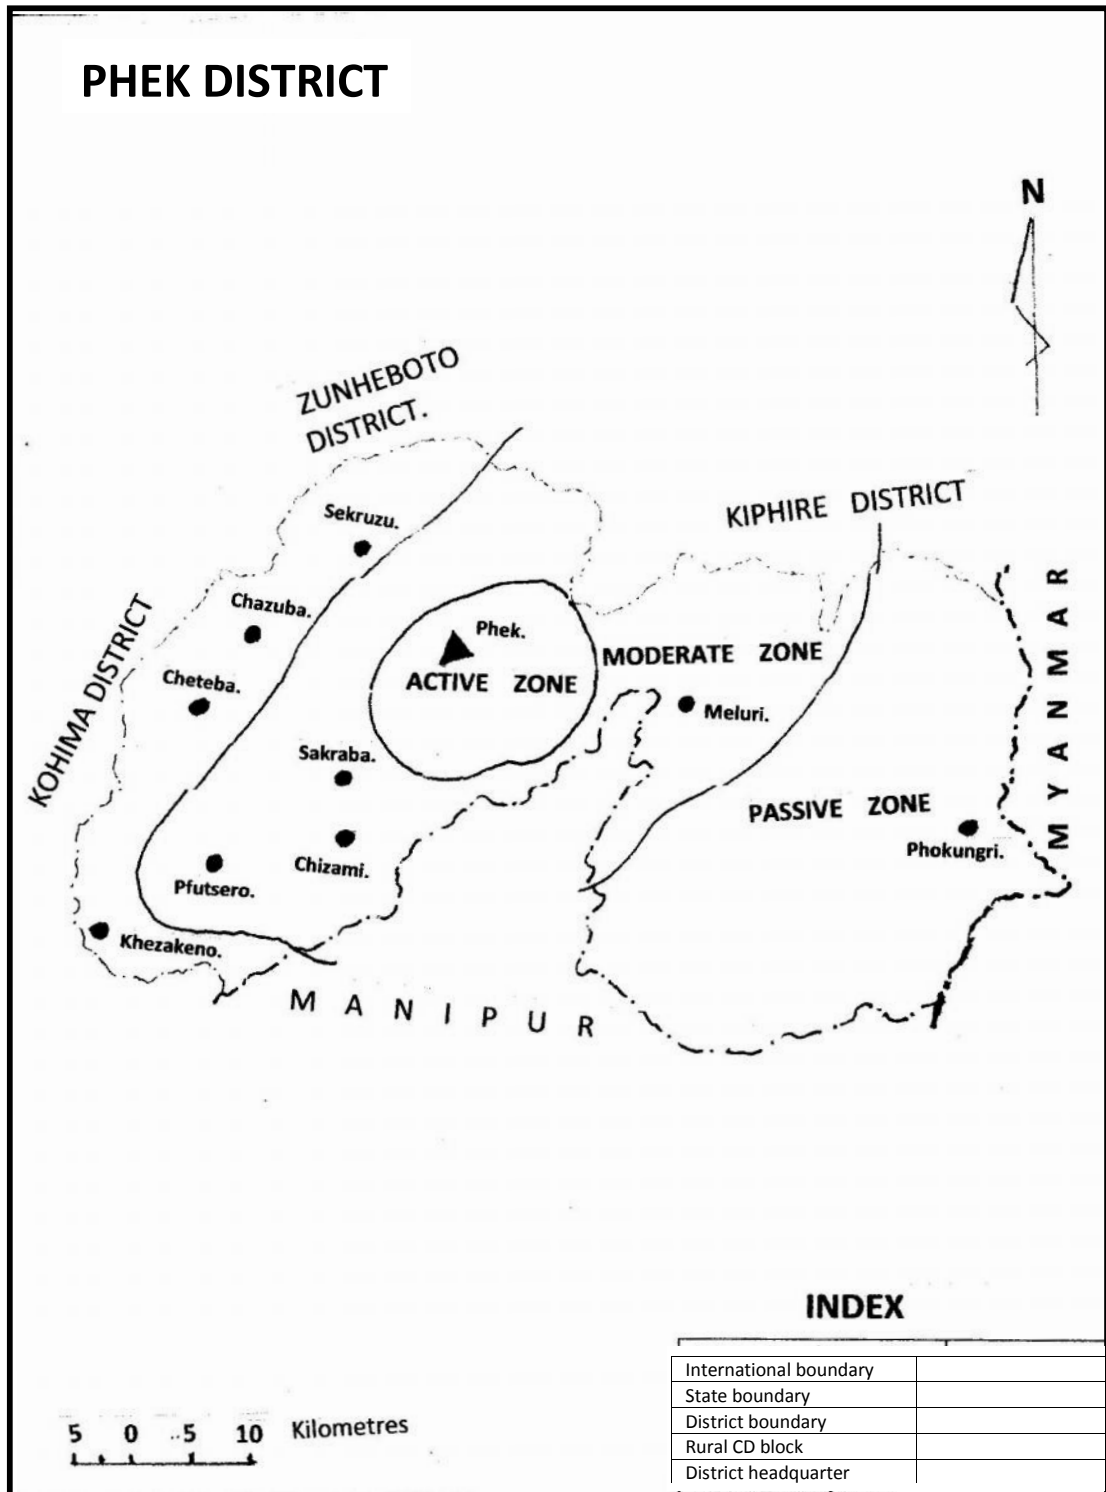 PHEK DISTRICT
N
ZUNHEBOTO
DISTRICT.
KIPHIRE DISTRICT
Sekruzu.
MYANMAR
Chazuba.
KOHIMA DISTRICT
Phek.
MODERATE ZONE
Cheteba.
ACTIVE ZONE
Meluri.
Sakraba.
PASSIVE ZONE
Phokungri.
Chizami.
Pfutsero.
Khezakeno.
MANIPUR
INDEX
International boundary
State boundary
District boundary
Rural CD block
District headquarter
5 0 5 10 Kilometres